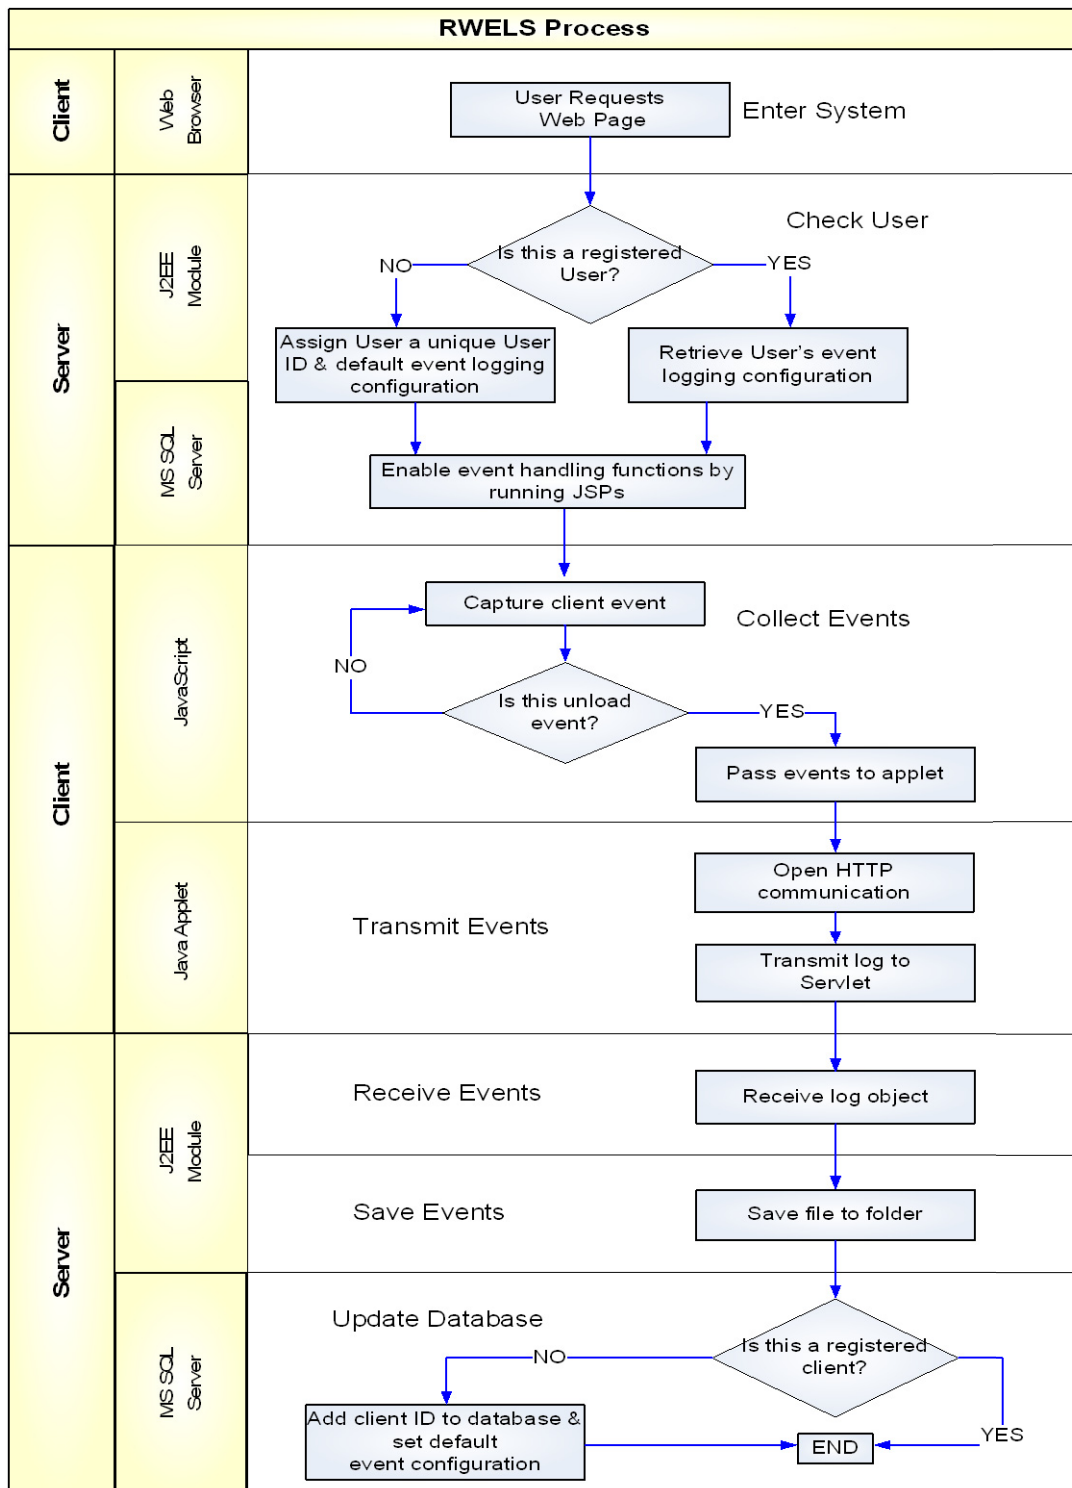 RWELS Process
Client
Web
Browser
User Requests
Web Page
Enter System
Server
J2EE
Module
Check User
Is this a registered
User?
NO
YES
Assign User a unique User
ID & default event logging
configuration
Retrieve User's event
logging configuration
MS SQL
Server
Enable event handling functions by
running JSPs
Client
JavaScript
Capture client event
Collect Events
NO
Is this unload
event?
YES
Pass events to applet
Java Applet
Open HTTP
communication
Transmit Events
Transmit log to
Servlet
Server
J2EE
Module
Receive Events
Receive log object
Save Events
Save file to folder
MS SQL
Server
Update Database
Is this a registered
client?
NO
YES
Add client ID to database &
set default
event configuration
END